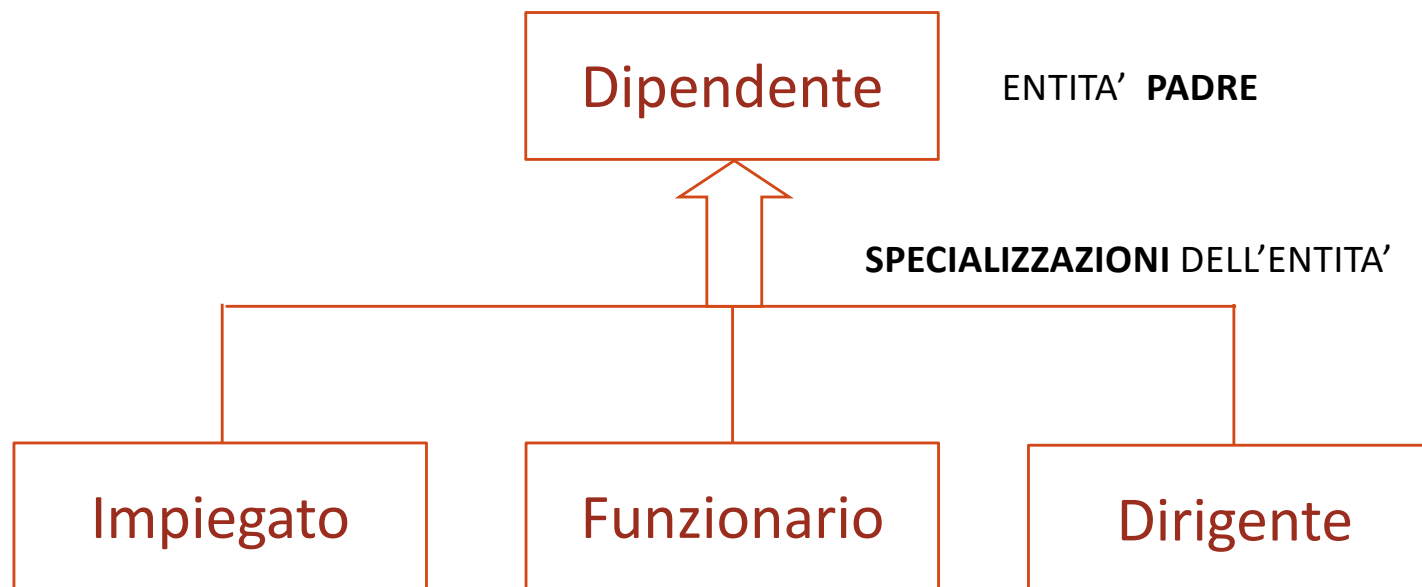 Dipendente
ENTITA’ PADRE
SPECIALIZZAZIONI DELL’ENTITA’
Impiegato
Funzionario
Dirigente